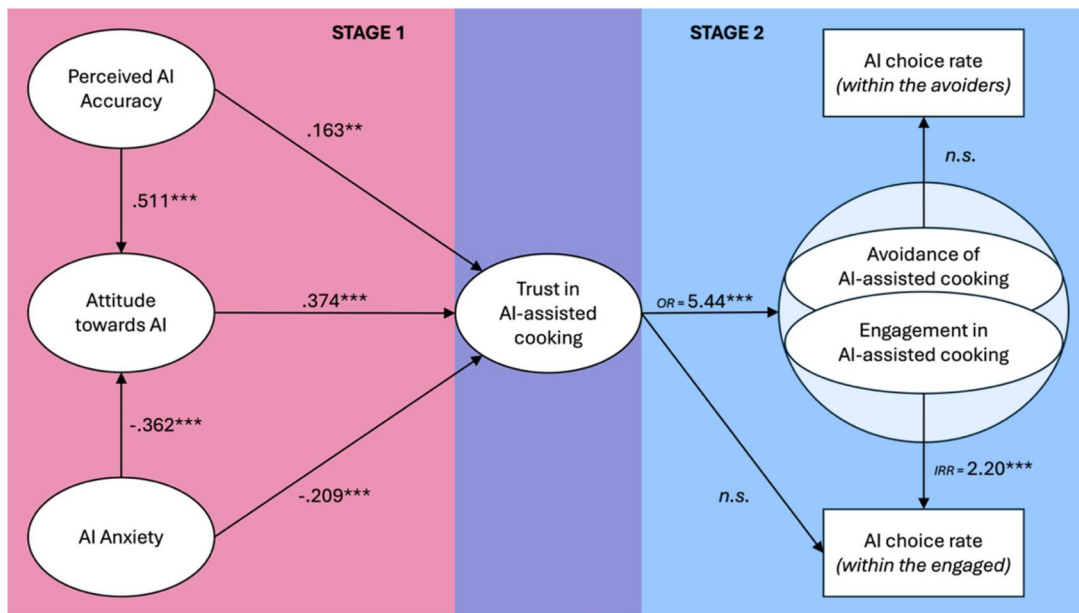 STAGE 1
STAGE 2
Perceived AI
Accuracy
AI choice rate
(within the avoiders)
.163**
n.s.
.511***
Avoidance of
AI-assisted cooking
Attitude
towards AI
.374***
Trust in
AI-assisted
cooking
OR = 5.44***
Engagement in
AI-assisted cooking
-.362***
-.209***
n.s.
IRR = 2.20***
AI Anxiety
AI choice rate
(within the engaged)